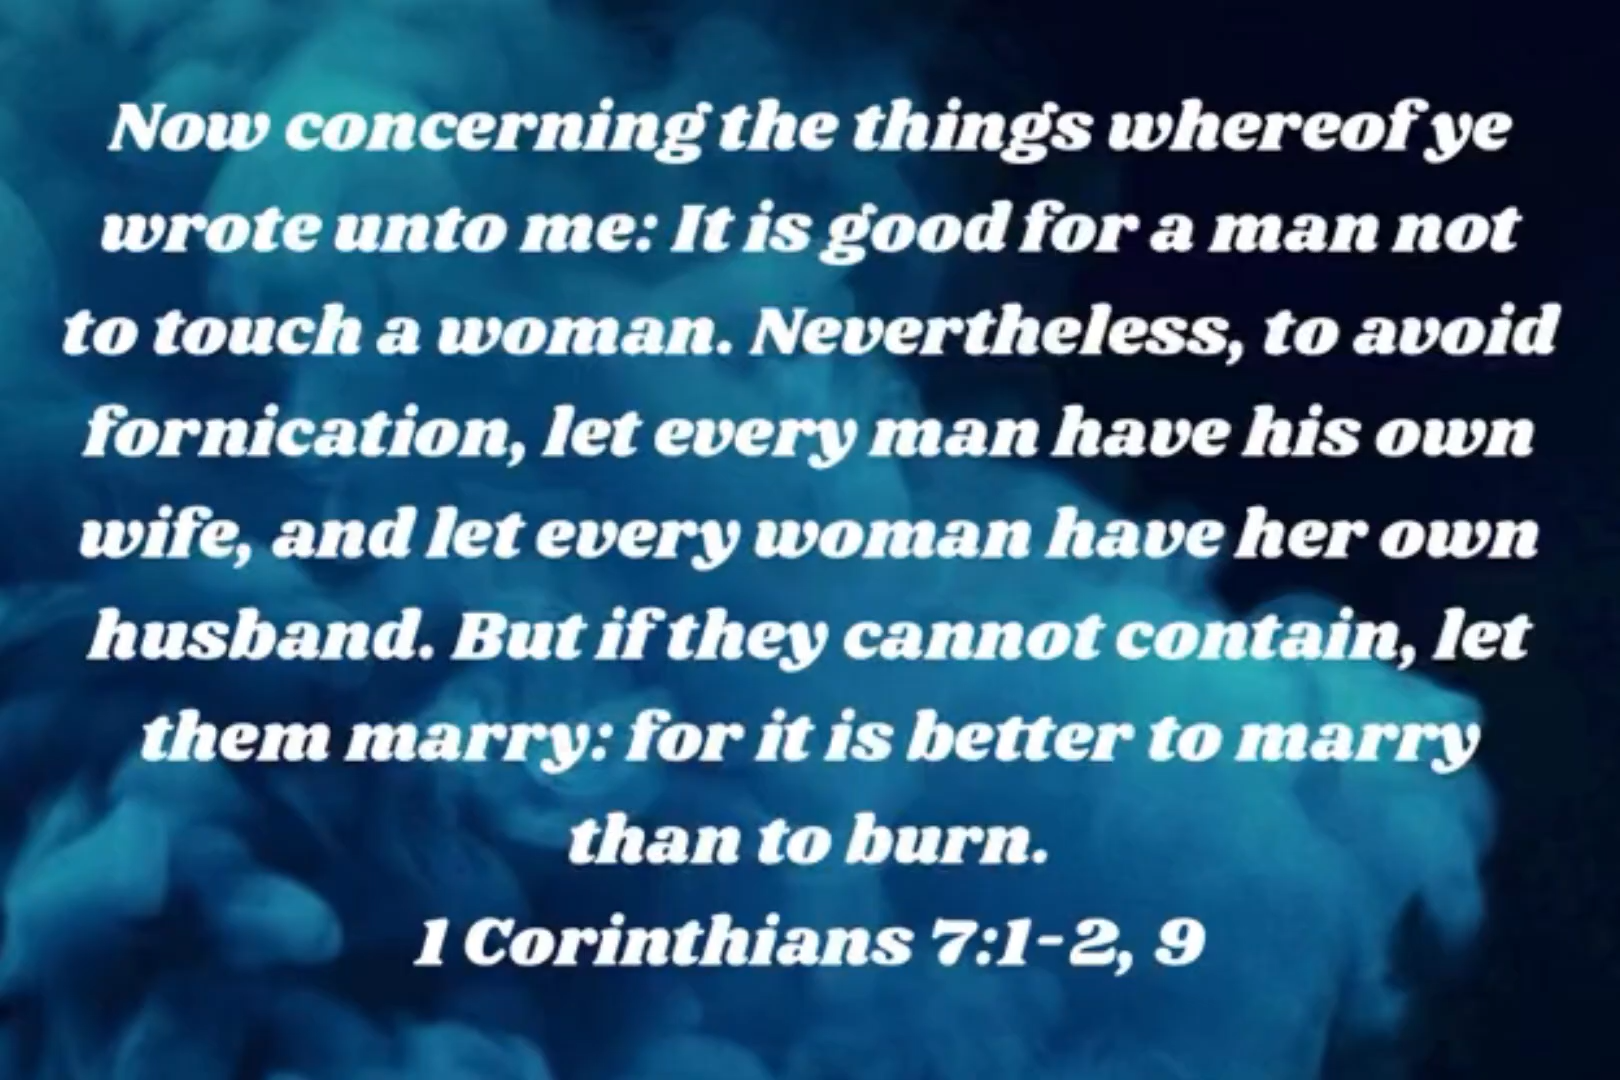 Now concerning the things whereof ye
wrote unto me: It is good for a man not
to touch a woman. Nevertheless, to avoid
fornication, let every man have his own
wife, and let every woman have her own
husband. But if they cannot contain, let
them marry: for it is better to marry
than to burn.
1 Corinthians 7:1-2, 9